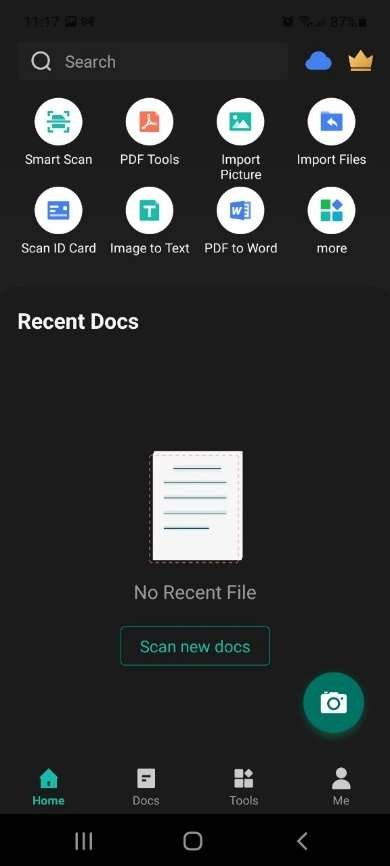 11:17
87%
Search
Smart Scan
PDF Tools
Import
Picture
Import Files
Scan ID Card
Image to Text
PDF to Word
more
Recent Docs
No Recent File
Scan new docs
Home
Docs
Tools
Me